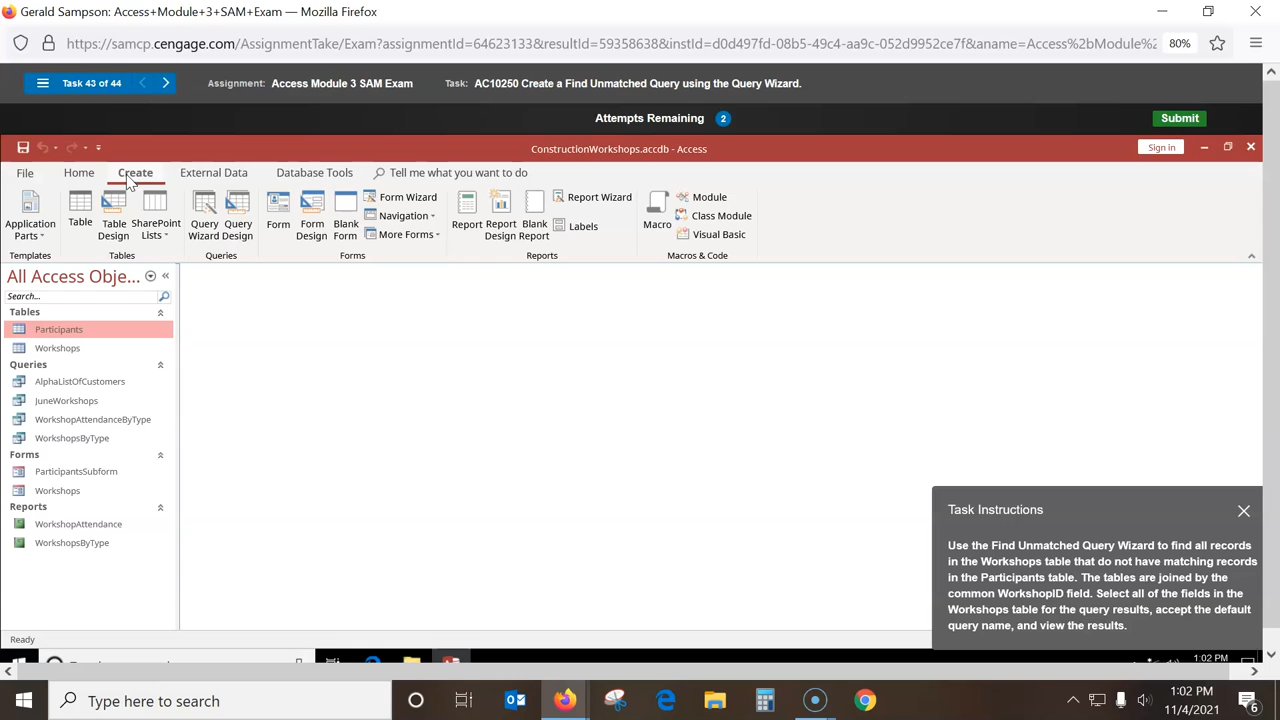 Gerald Sampson: Access+Module+3+SAM+Exam — Mozilla Firefox
https://samcp.cengage.com/AssignmentTake/Exam?assignmentId=64623133&resultId=59358638&instId=d0d497fd-08b5-49c4-aa9c-052d9952ce7f&aname=Access%2bModule%2
80%
Task 43 of 44
Assignment: Access Module 3 SAM Exam
Task: AC10250 Create a Find Unmatched Query using the Query Wizard.
Attempts Remaining 2
Submit
ConstructionWorkshops.accdb - Access
Sign in
File Home Create External Data Database Tools Tell me what you want to do
Application Parts
Table
Table Design
SharePoint Lists
Query Wizard
Query Design
Form
Form Design
Blank Form
Form Wizard
Navigation
More Forms
Report
Report Design
Blank Report
Report Wizard
Labels
Macro
Module
Class Module
Visual Basic
Templates Tables Queries Forms Reports Macros & Code
All Access Obje...
Search...
Tables
Participants
Workshops
Queries
AlphaListOfCustomers
JuneWorkshops
WorkshopAttendanceByType
WorkshopsByType
Forms
ParticipantsSubform
Workshops
Reports
WorkshopAttendance
WorkshopsByType
Ready
Task Instructions
Use the Find Unmatched Query Wizard to find all records
in the Workshops table that do not have matching records
in the Participants table. The tables are joined by the
common WorkshopID field. Select all of the fields in the
Workshops table for the query results, accept the default
query name, and view the results.
1:02 PM
Type here to search
1:02 PM
11/4/2021
6